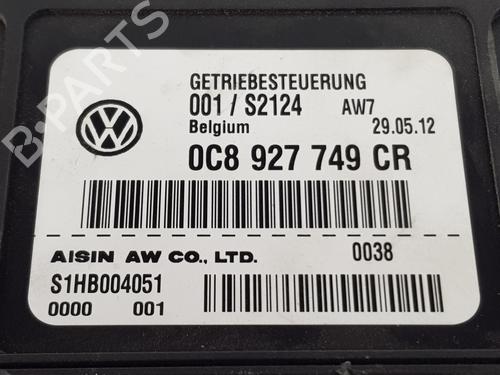 B-PARTS
GETRIEBESTEUERUNG
001 / S2124 AW7
Belgium 29.05.12
0C8 927 749 CR
AISIN AW CO., LTD. 0038
S1HB004051
0000 001